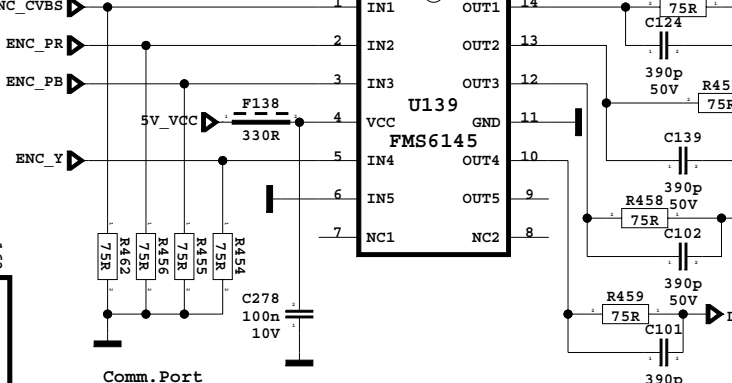 ENC_CVBS
1
IN1
OUT1
14
75R
C124
ENC_PR
2
IN2
OUT2
13
390p
50V
ENC_PB
3
IN3
OUT3
12
U139
F138
5V_VCC
4
VCC
GND
11
330R
FMS6145
C139
ENC_Y
5
IN4
OUT4
10
390p
50V
6
IN5
OUT5
9
R458
75R
7
NC1
NC2
8
C102
75R
R462
75R
R456
75R
R455
75R
R454
390p
50V
C278
100n
10V
R459
75R
C101
390p
Comm.Port